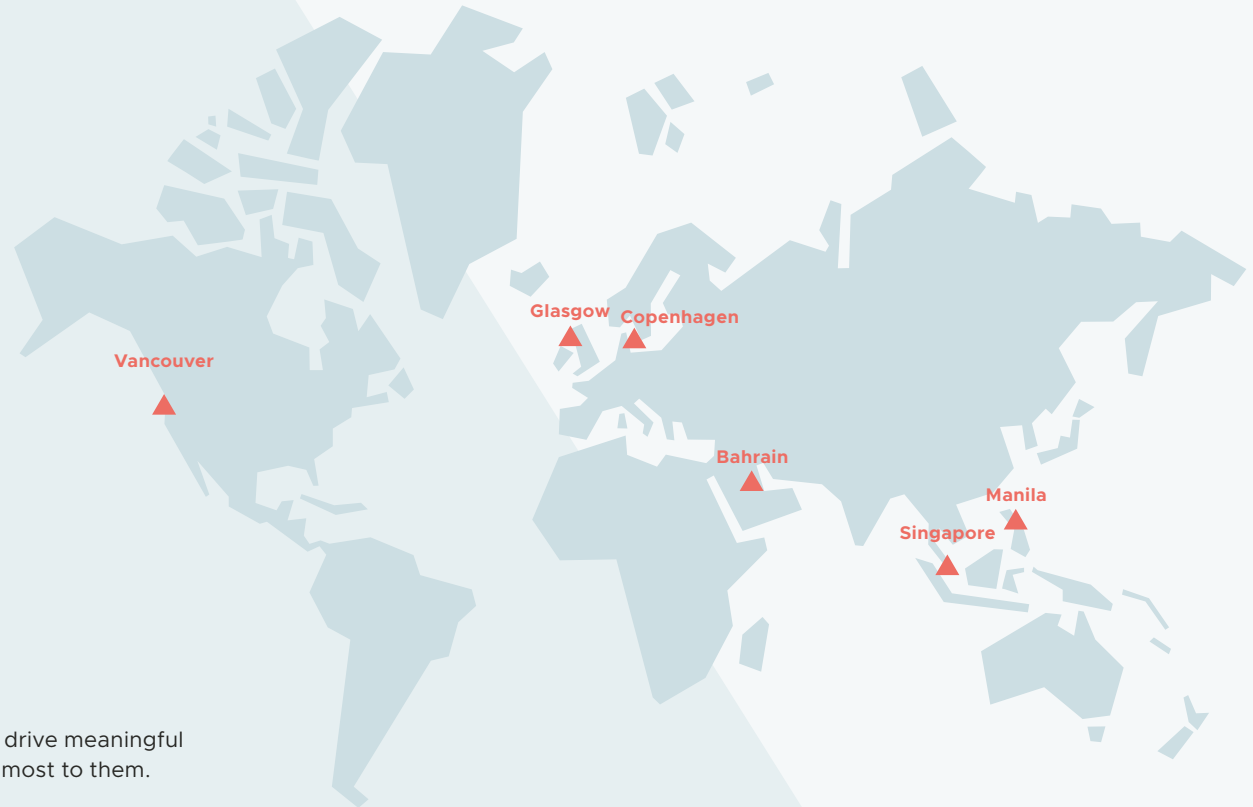 Glasgow
Copenhagen
Vancouver
Bahrain
Manila
Singapore
drive meaningful
most to them.